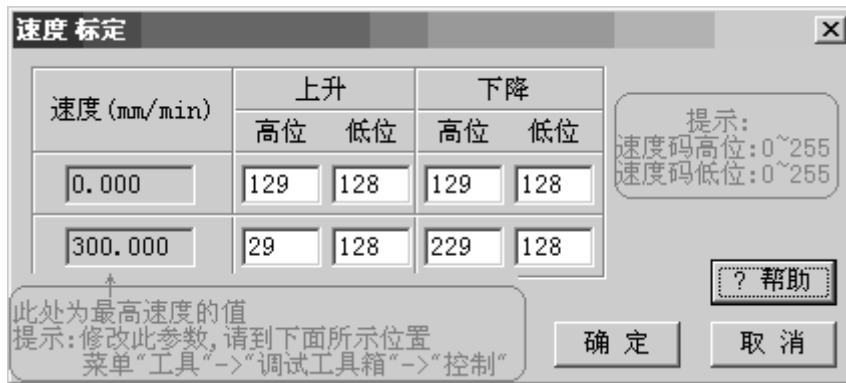 速度 标定
速度(mm/min) 上升 下降
高位 低位 高位 低位
0.000 129 128 129 128
300.000 29 128 229 128
提示:
速度码高位:0~255
速度码低位:0~255
? 帮助
此处为最高速度的值
提示:修改此参数,请到下面所示位置
菜单"工具"->"调试工具箱"->"控制"
确 定 取 消